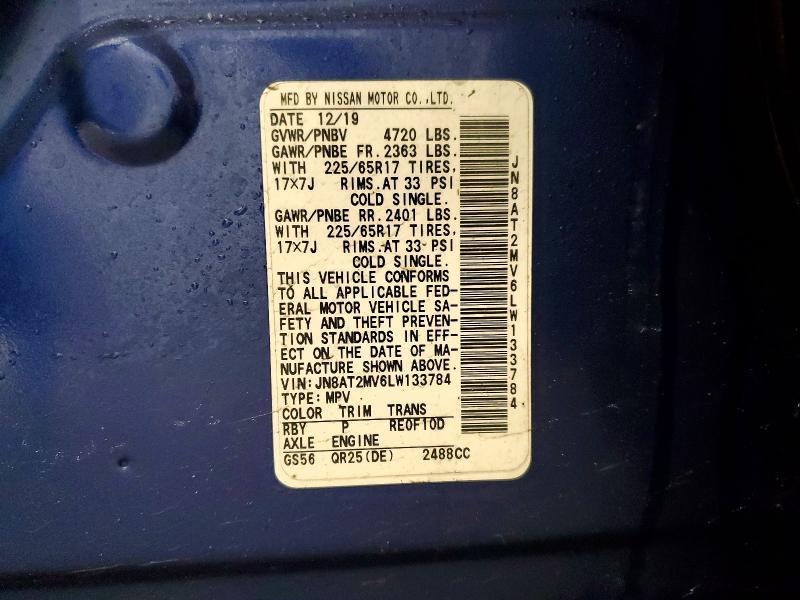 MFD BY NISSAN MOTOR CO.,LTD.
DATE 12/19
GVWR/PNBV 4720 LBS.
GAWR/PNBE FR. 2363 LBS.
WITH 225/65R17 TIRES,
17×7J RIMS.AT 33 PSI
COLD SINGLE.
GAWR/PNBE RR. 2401 LBS.
WITH 225/65R17 TIRES,
17×7J RIMS.AT 33 PSI
COLD SINGLE.
THIS VEHICLE CONFORMS
TO ALL APPLICABLE FED-
ERAL MOTOR VEHICLE SA-
FETY AND THEFT PREVEN-
TION STANDARDS IN EFF-
ECT ON THE DATE OF MA-
NUFACTURE SHOWN ABOVE.
VIN:JN8AT2MV6LW133784
TYPE:MPV
COLOR TRIM TRANS
RBY P RE0F10D
AXLE ENGINE
GS56 QR25(DE) 2488CC
JN8AT2MV6LW133784